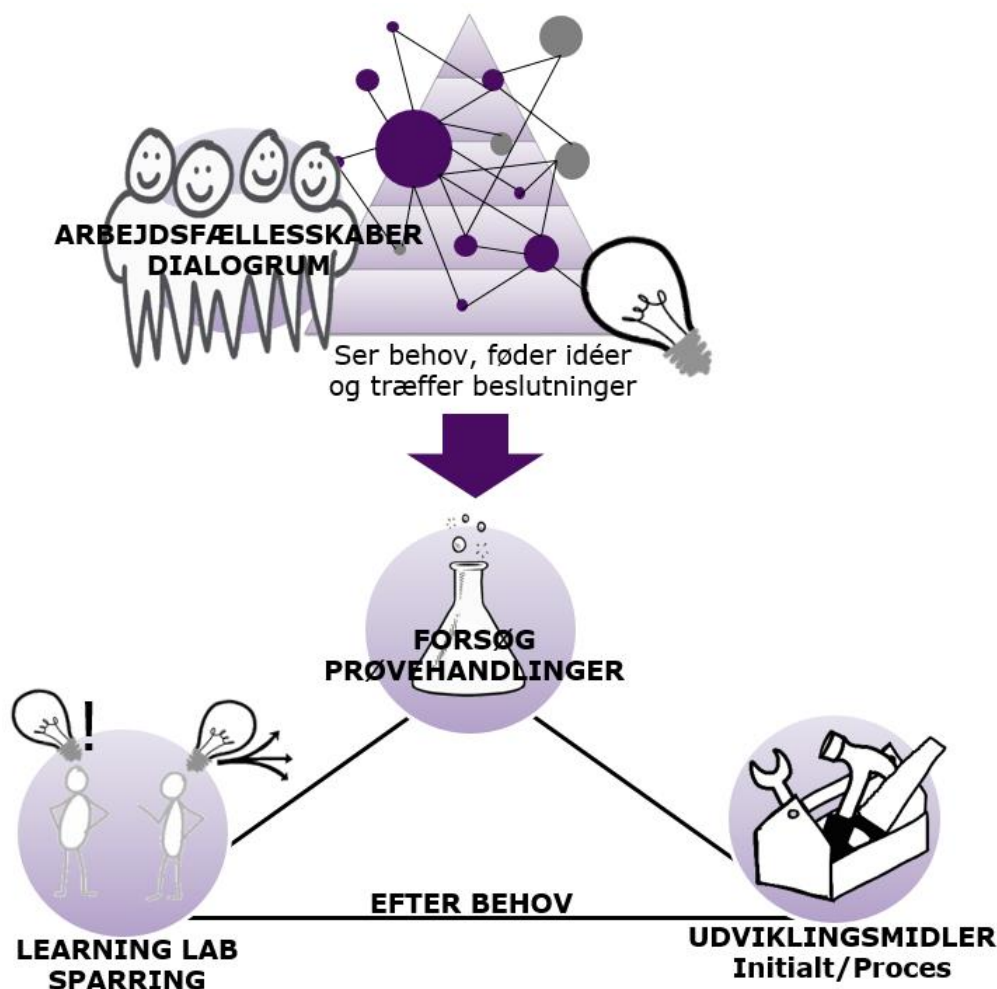 ARBEJDSFÆLLESSKABER
DIALOGRUM
Ser behov, føder idéer
og træffer beslutninger
FORSØG
PRØVEHANDLINGER
!
EFTER BEHOV
LEARNING LAB
SPARRING
UDVIKLINGSMIDLER
Initialt/Proces